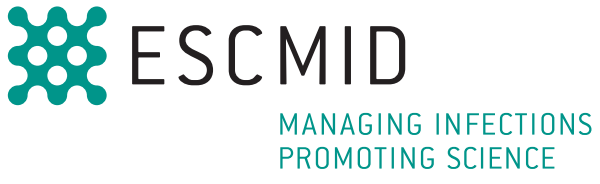 ESCMID
MANAGING INFECTIONS
PROMOTING SCIENCE